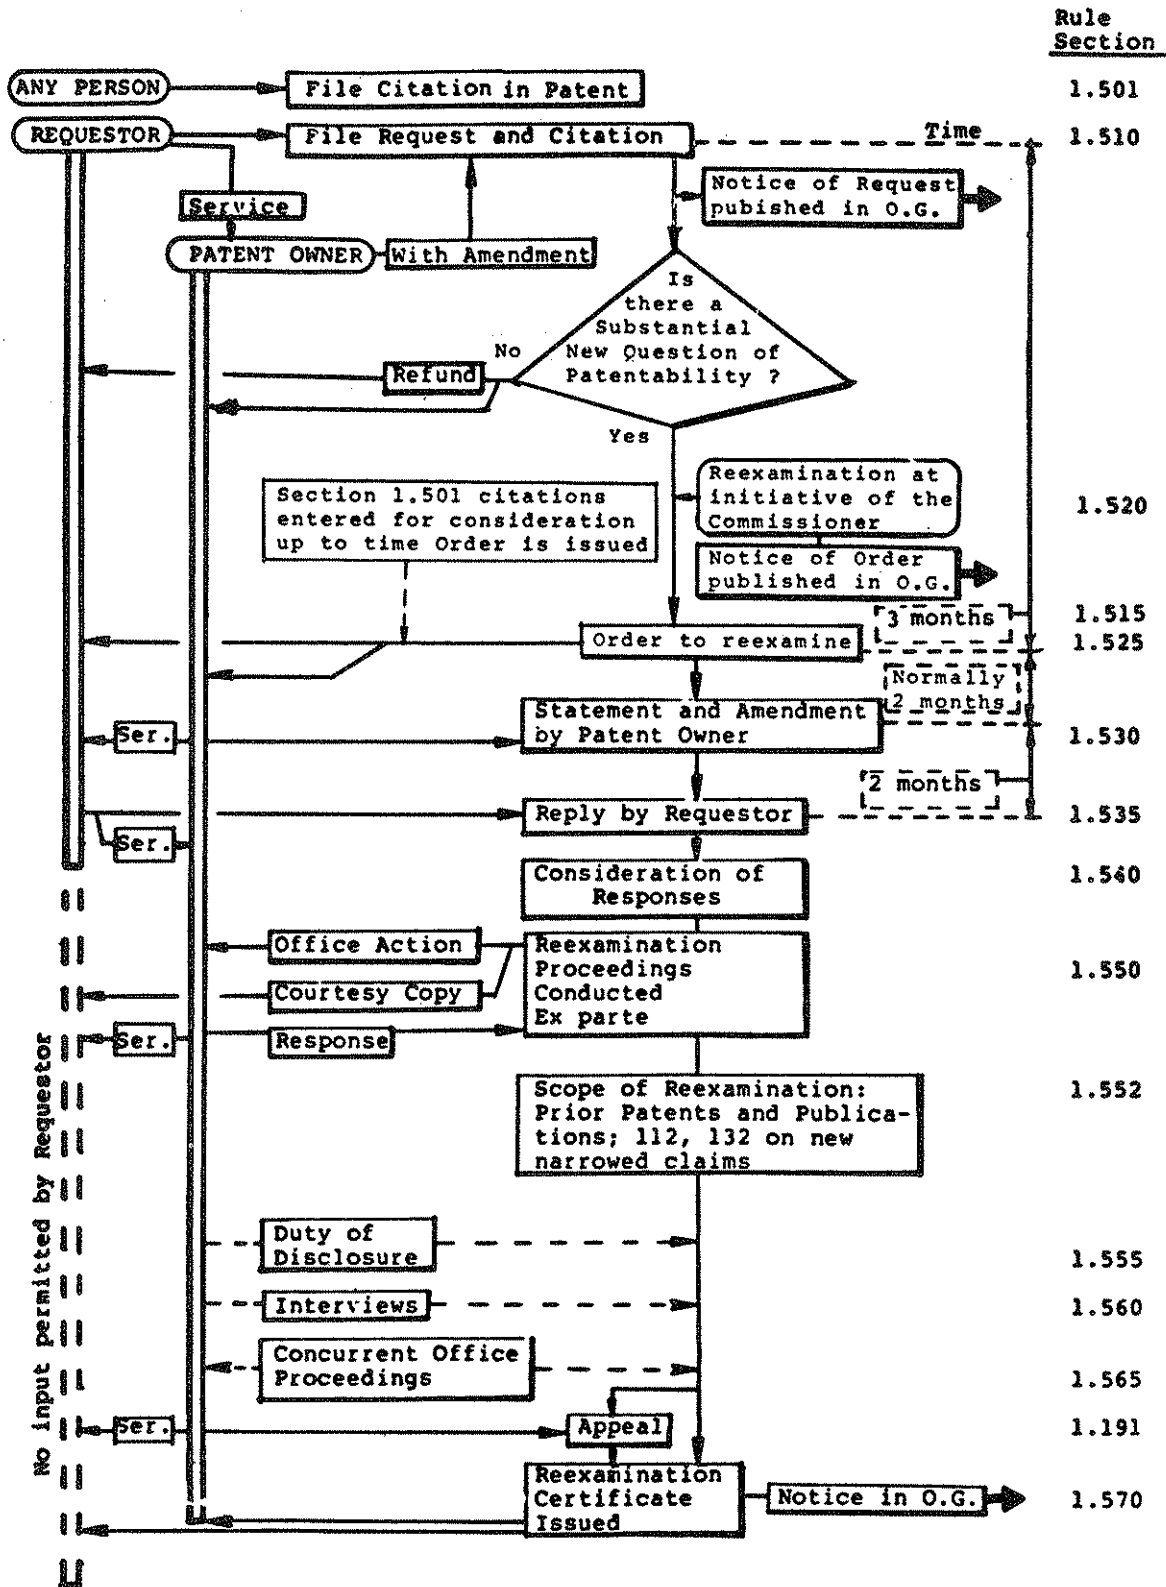 Rule
Section
ANY PERSON
File Citation in Patent
1.501
REQUESTOR
File Request and Citation
Time
1.510
Notice of Request
pubished in O.G.
Service
PATENT OWNER
With Amendment
Is
there a
Substantial
New Question of
Patentability ?
No
Refund
Yes
Reexamination at
initiative of the
Commissioner
1.520
Section 1.501 citations
entered for consideration
up to time Order is issued
Notice of Order
published in O.G.
3 months
1.515
Order to reexamine
1.525
Normally
2 months
Statement and Amendment
by Patent Owner
Ser.
1.530
2 months
Reply by Requestor
1.535
Ser.
Consideration of
Responses
1.540
Office Action
Reexamination
Proceedings
Conducted
Ex parte
1.550
Courtesy Copy
Ser.
Response
Scope of Reexamination:
Prior Patents and Publica-
tions; 112, 132 on new
narrowed claims
1.552
No input permitted by Requestor
Duty of
Disclosure
1.555
Interviews
1.560
Concurrent Office
Proceedings
1.565
Ser.
Appeal
1.191
Reexamination
Certificate
Issued
Notice in O.G.
1.570